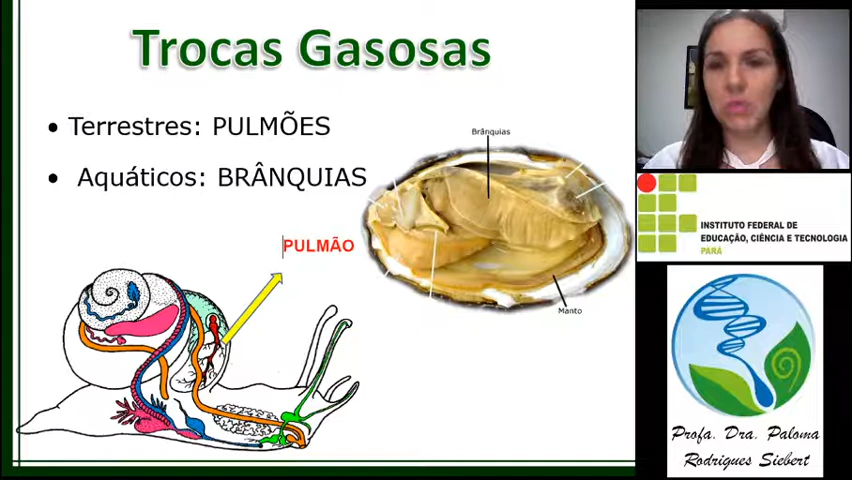 Trocas Gasosas
• Terrestres: PULMÕES
• Aquáticos: BRÂNQUIAS
Brânquias
PULMÃO
Manto
INSTITUTO FEDERAL DE
EDUCAÇÃO, CIÊNCIA E TECNOLOGIA
PARÁ
Profa. Dra. Paloma
Rodrigues Siebert